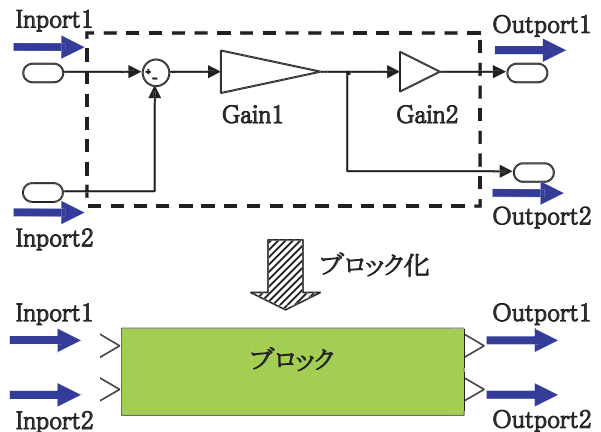 Inport1
Outport1
+
-
Gain1
Gain2
Inport2
Outport2
ブロック化
Inport1
Outport1
ブロック
Inport2
Outport2